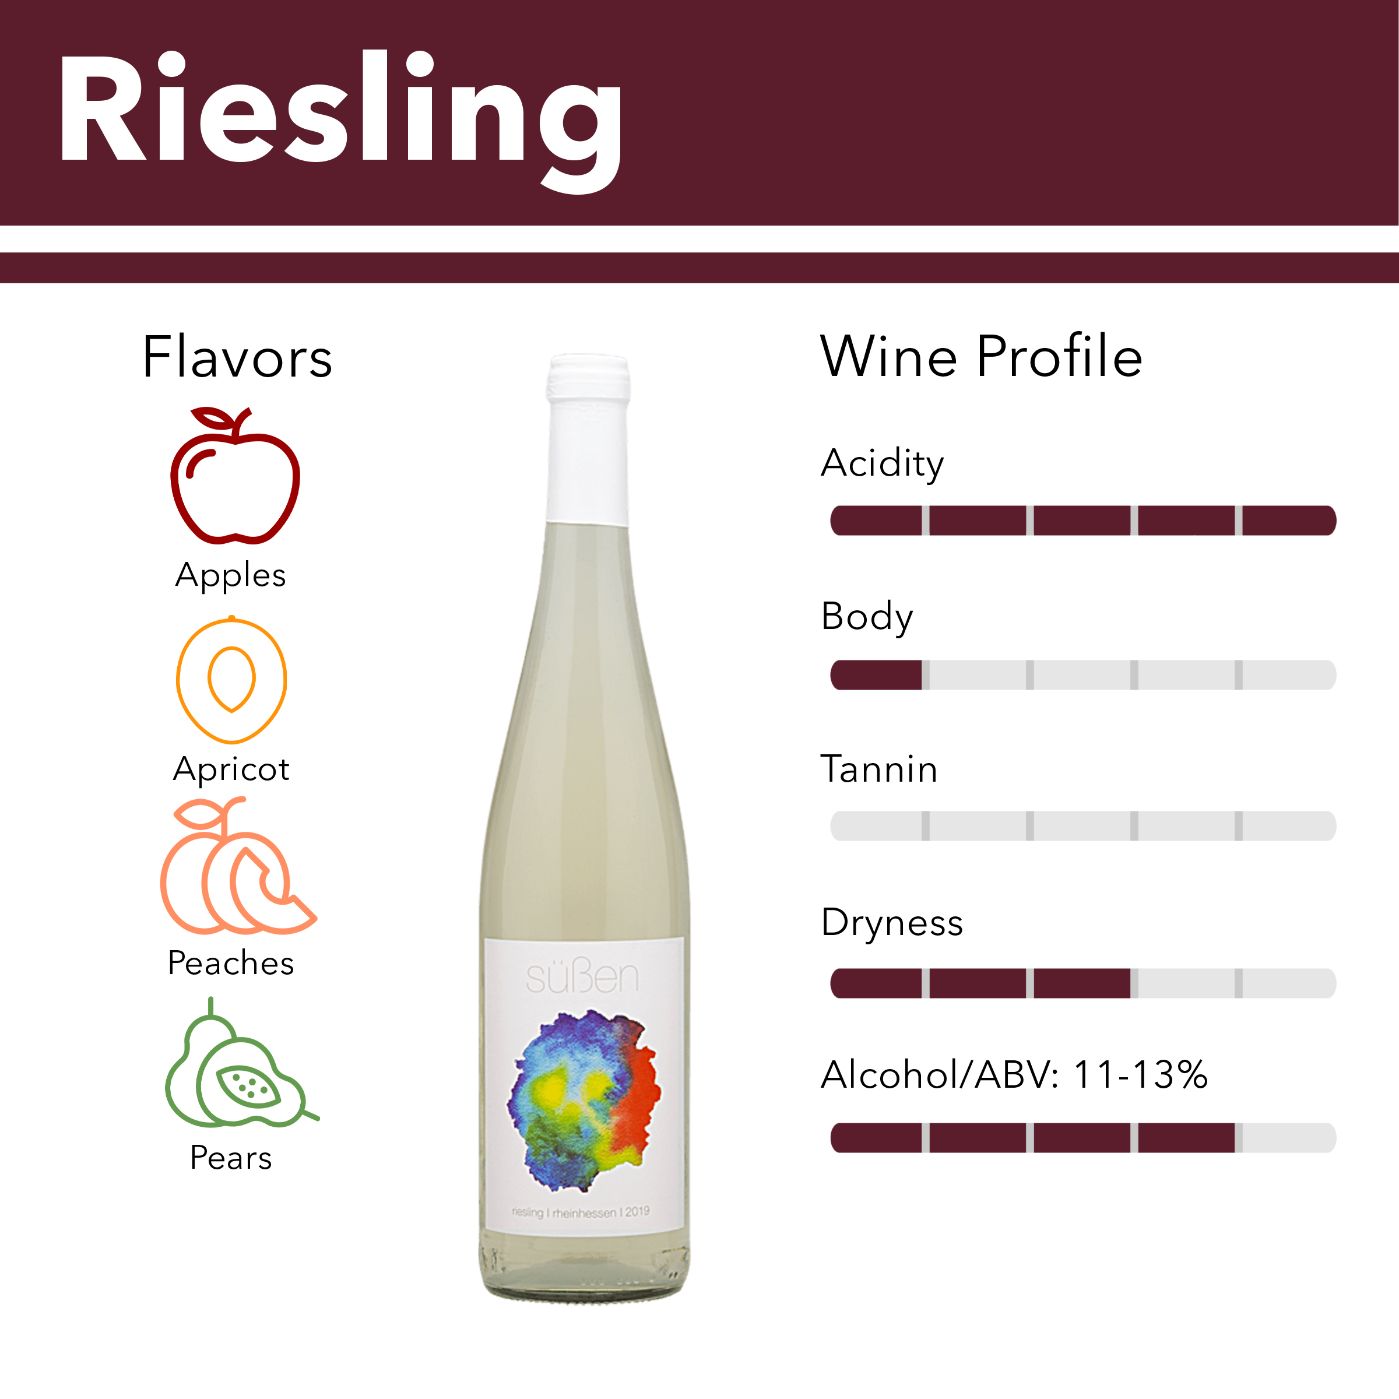 Riesling
Flavors
Apples
Apricot
Peaches
Pears
süßen
riesling | rheinhessen | 2019
Wine Profile
Acidity
Body
Tannin
Dryness
Alcohol/ABV: 11-13%